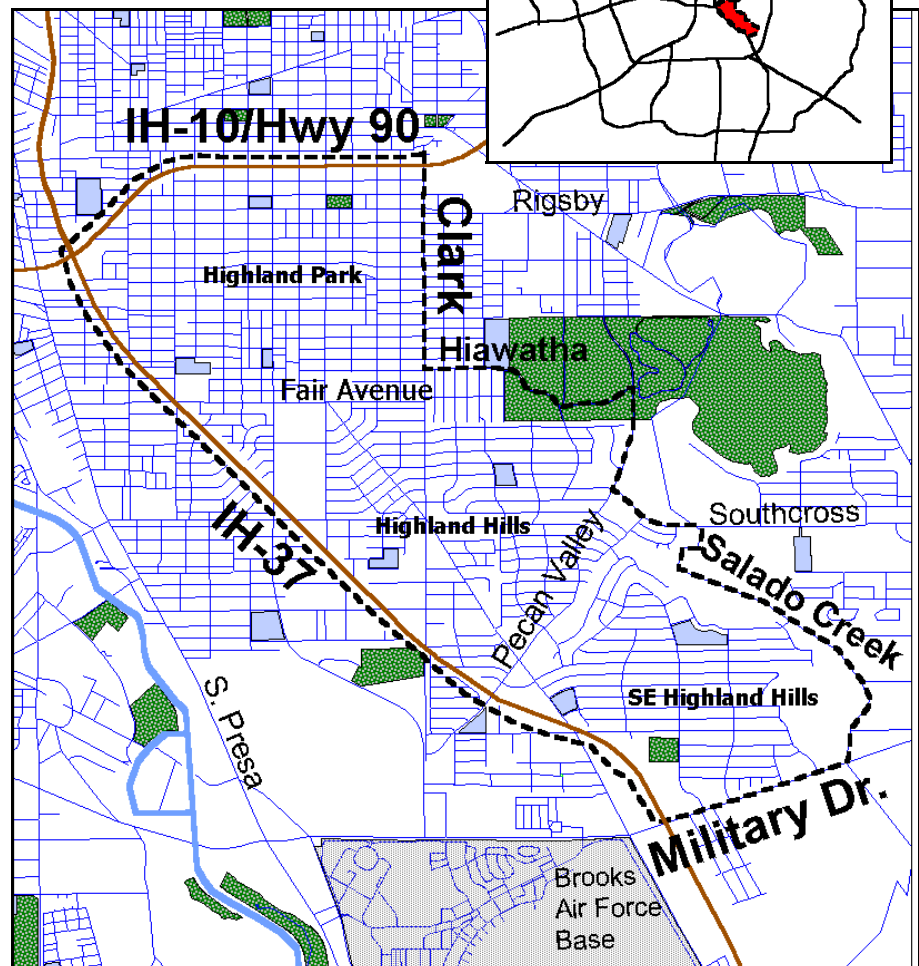 IH-10/Hwy 90
Rigsby
Clark
Highland Park
Hiawatha
Fair Avenue
Southcross
Highland Hills
IH-37
Pecan Valley
Salado Creek
S. Presa
SE Highland Hills
Military Dr.
Brooks
Air Force
Base